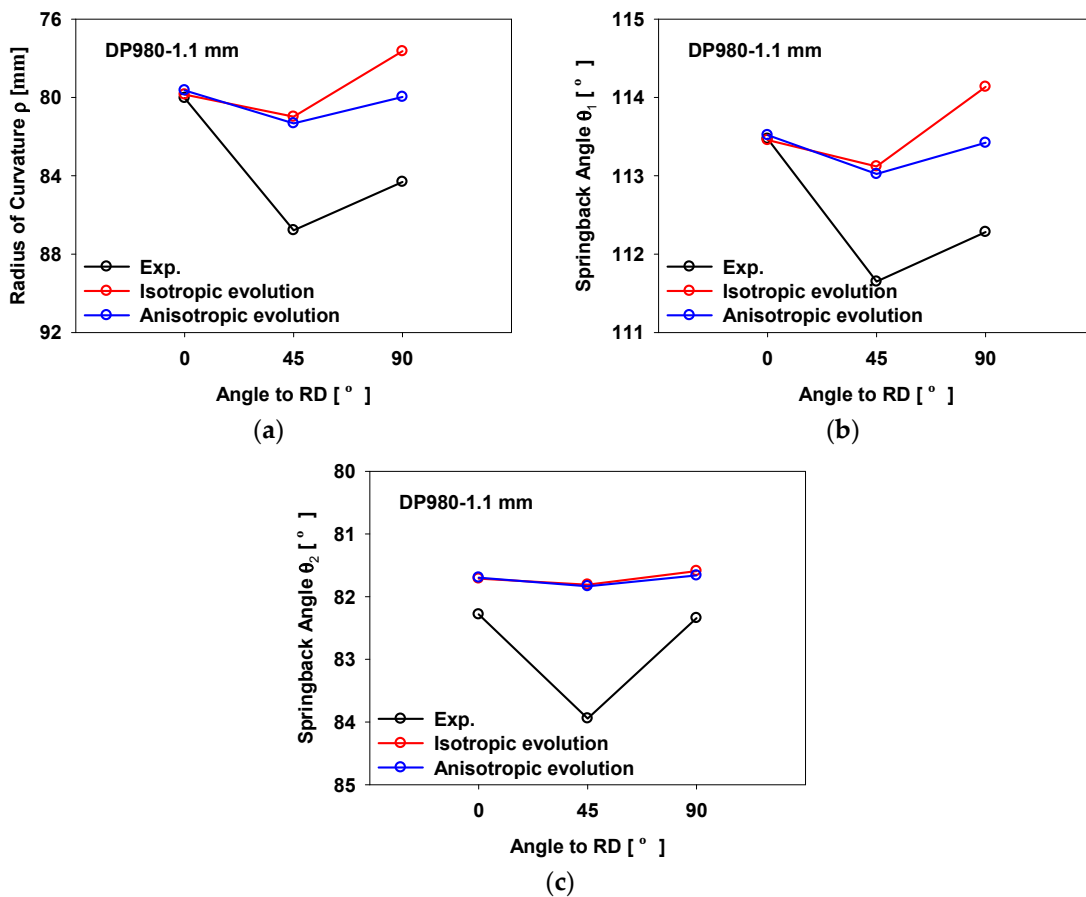 76
80
84
88
92
Radius of Curvature ρ [mm]
DP980-1.1 mm
Exp.
Isotropic evolution
Anisotropic evolution
0 45 90
Angle to RD [ ° ]
(a)
115
114
113
112
111
Springback Angle θ1 [ ° ]
DP980-1.1 mm
Exp.
Isotropic evolution
Anisotropic evolution
0 45 90
Angle to RD [ ° ]
(b)
80
81
82
83
84
85
Springback Angle θ2 [ ° ]
DP980-1.1 mm
Exp.
Isotropic evolution
Anisotropic evolution
0 45 90
Angle to RD [ ° ]
(c)